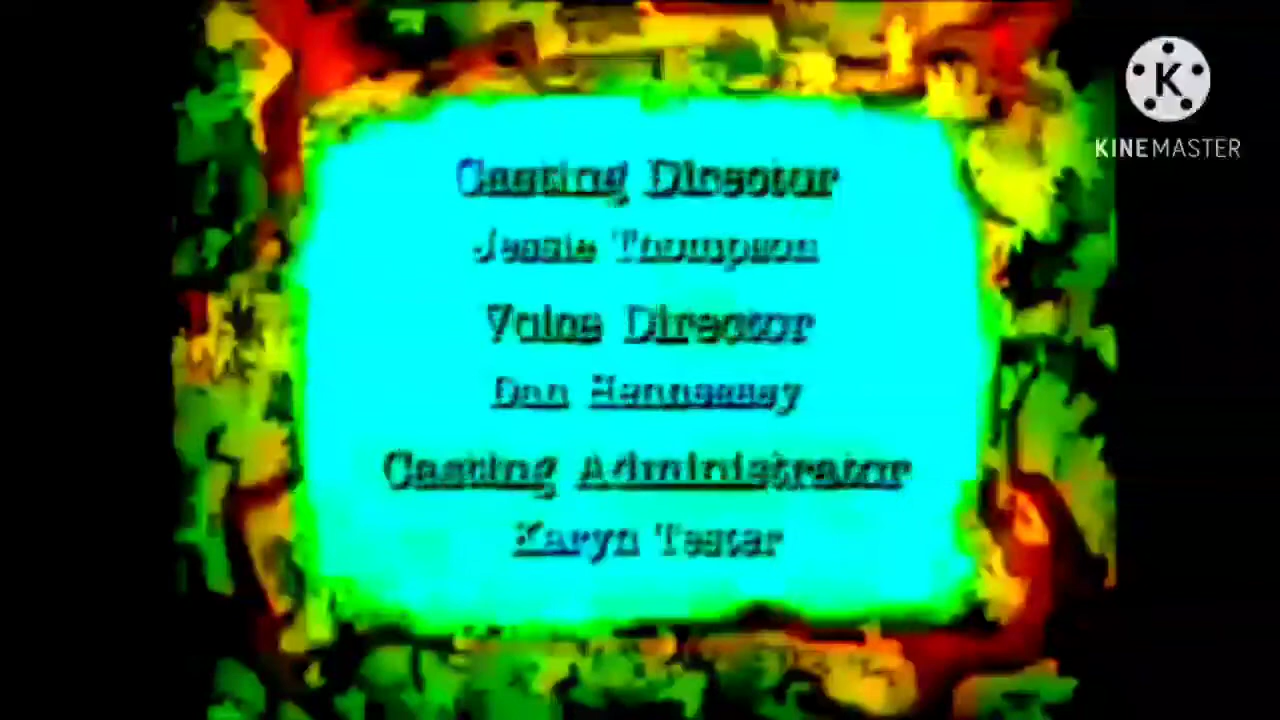 Casting Director
Jessie Thompson
Voice Director
Dan Hennessey
Casting Administrator
Karyn Tester
K
KINEMASTER